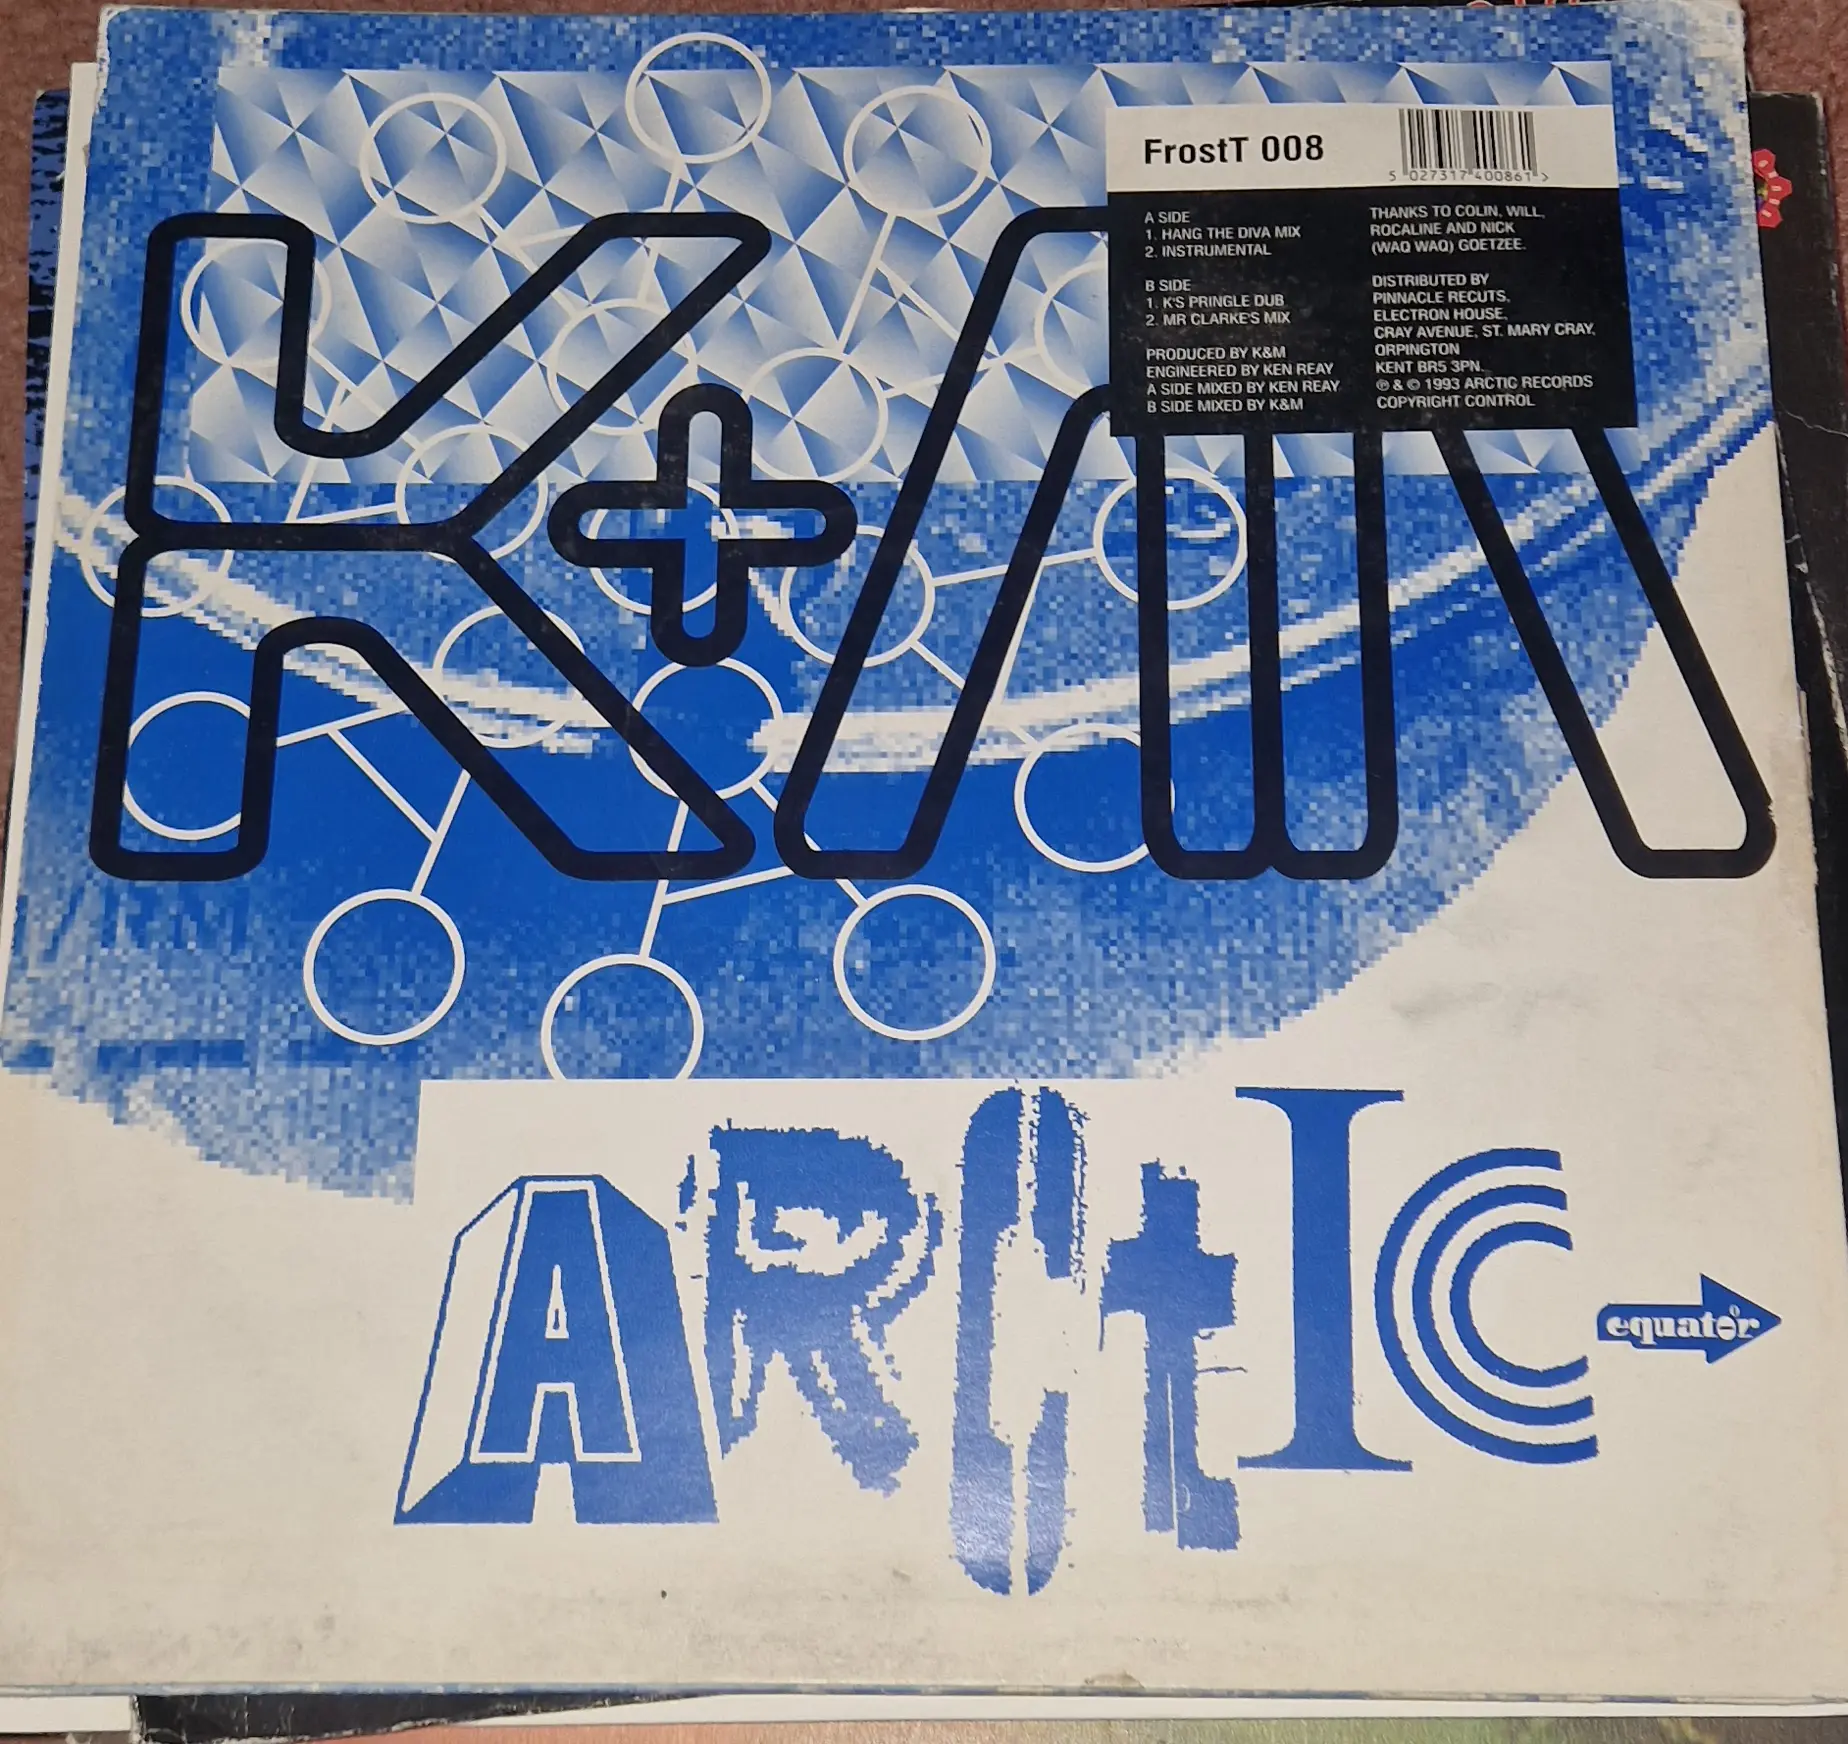 FrostT 008
5 027317 400861 >
A SIDE
1. HANG THE DIVA MIX
2. INSTRUMENTAL
B SIDE
1. K'S PRINGLE DUB
2. MR CLARKE'S MIX
PRODUCED BY K&M
ENGINEERED BY KEN REAY
A SIDE MIXED BY KEN REAY
B SIDE MIXED BY K&M
THANKS TO COLIN, WILL,
ROCALINE AND NICK
(WAQ WAQ) GOETZEE.
DISTRIBUTED BY
PINNACLE RECUTS,
ELECTRON HOUSE,
CRAY AVENUE, ST. MARY CRAY,
ORPINGTON
KENT BR5 3PN.
℗ & © 1993 ARCTIC RECORDS
COPYRIGHT CONTROL
K+M
ARCtIC
equator